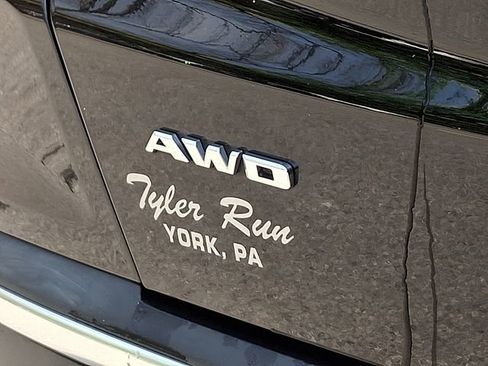 AWD
Tyler Run
YORK, PA